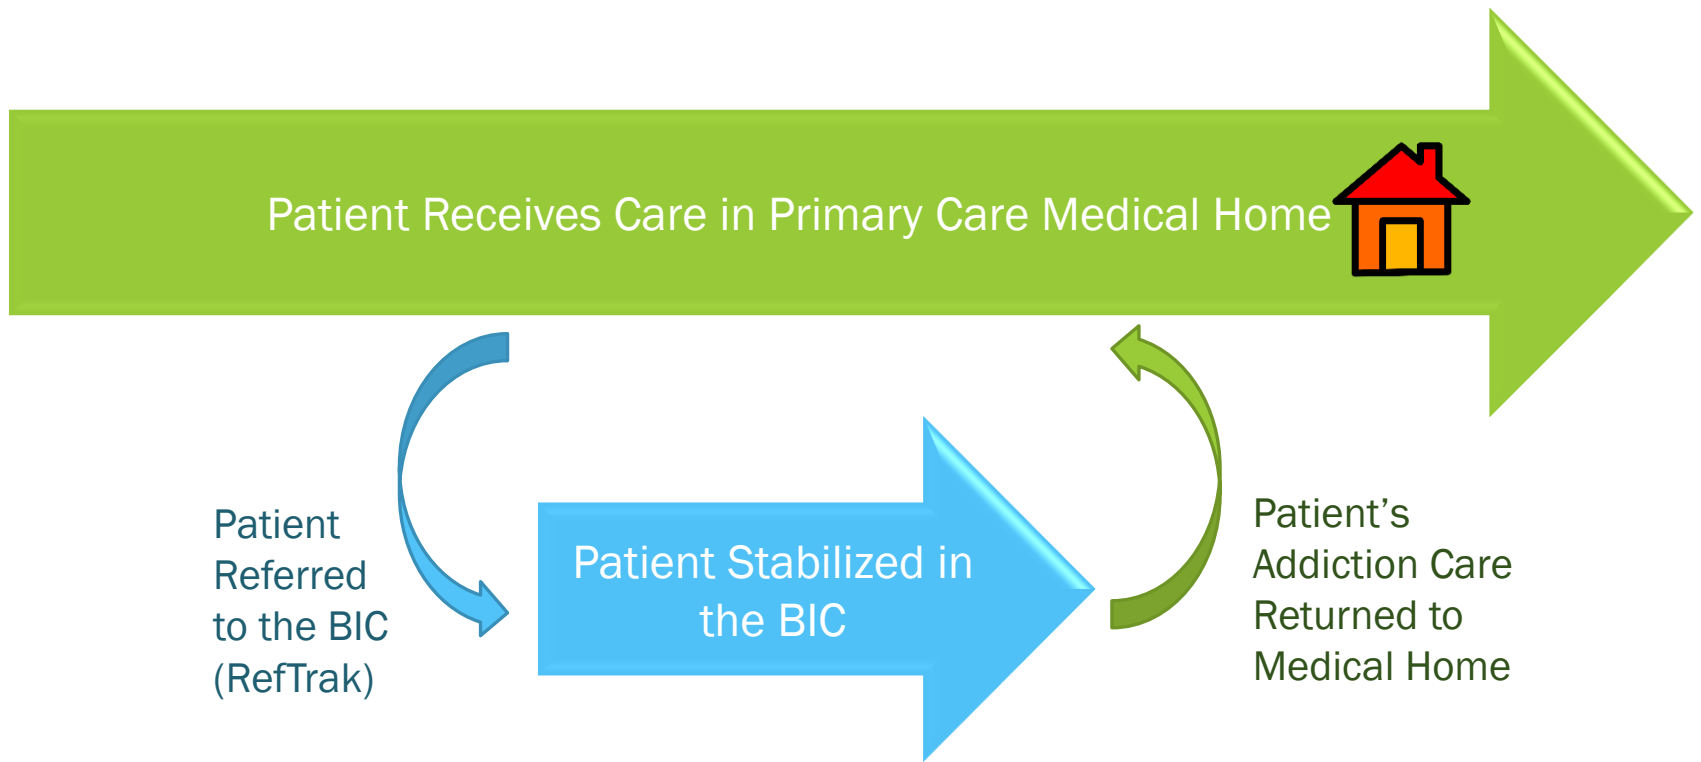 Patient Receives Care in Primary Care Medical Home
Patient
Referred
to the BIC
(RefTrak)
Patient Stabilized in
the BIC
Patient’s
Addiction Care
Returned to
Medical Home